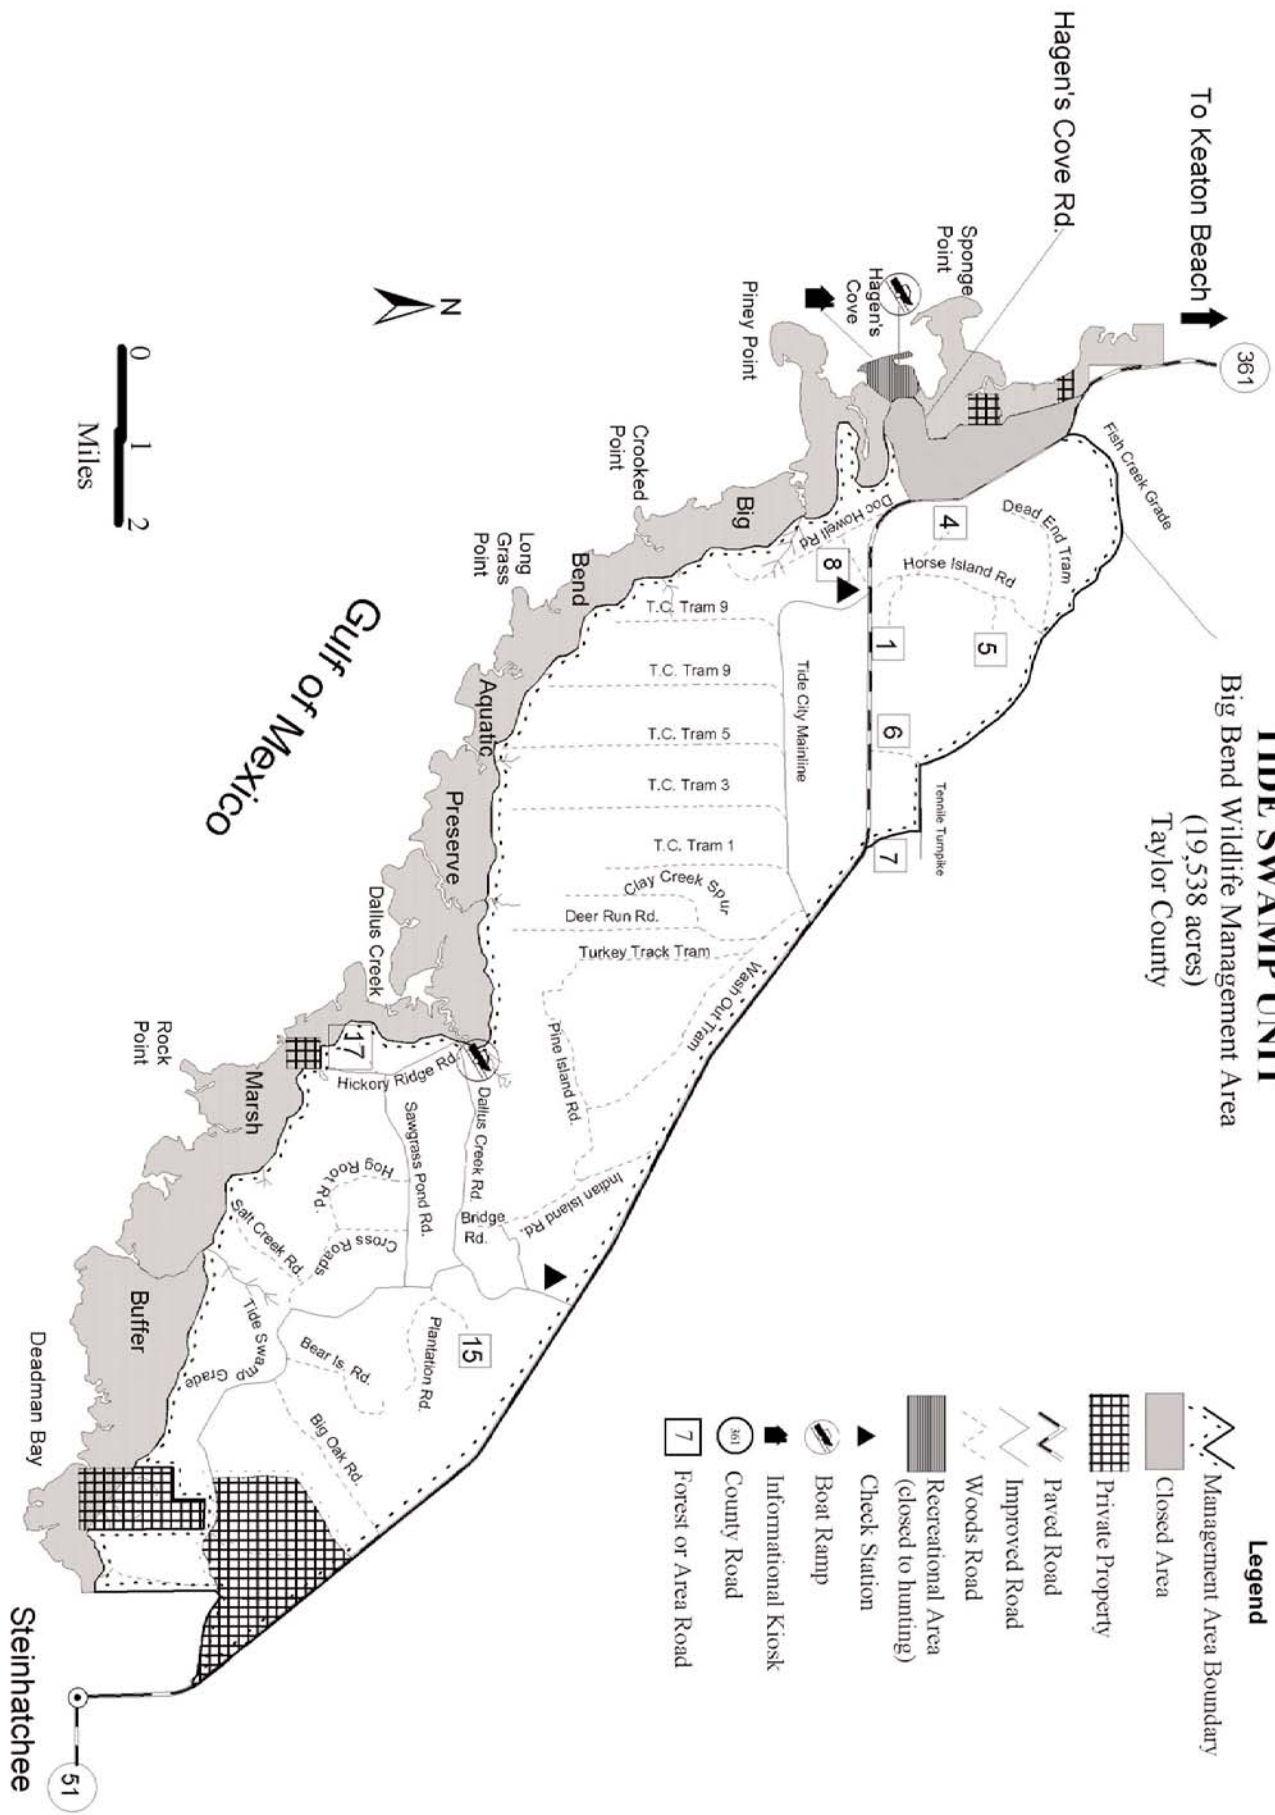 TIDE SWAMP UNIT
Big Bend Wildlife Management Area
(19,538 acres)
Taylor County
To Keaton Beach
361
Hagen's Cove Rd.
Fish Creek Grade
Sponge
Point
Hagen's
Cove
Piney Point
Dead End Tram
4
Horse Island Rd
Doc Howell Rd
8
1
5
6
7
Tennile Turnpike
Crooked
Point
Long
Grass
Point
Big
Bend
Aquatic
Preserve
Marsh
Buffer
T.C. Tram 9
T.C. Tram 9
T.C. Tram 5
T.C. Tram 3
T.C. Tram 1
Tide City Mainline
Clay Creek Spur
Deer Run Rd.
Turkey Track Tram
Wash Out Tram
Pine Island Rd.
Indian Island Rd.
Dallus Creek
Rock
Point
17
Hickory Ridge Rd.
Dallus Creek Rd.
Sawgrass Pond Rd.
Bridge
Rd.
Hog Root Rd.
Cross Roads
Salt Creek Rd.
Tide Swamp Grade
Bear Is. Rd.
Plantation Rd.
15
Big Oak Rd.
Deadman Bay
Steinhatchee
51
Gulf of Mexico
N
0 1 2
Miles
Legend
Management Area Boundary
Closed Area
Private Property
Paved Road
Improved Road
Woods Road
Recreational Area
(closed to hunting)
Check Station
Boat Ramp
Informational Kiosk
361
County Road
7
Forest or Area Road